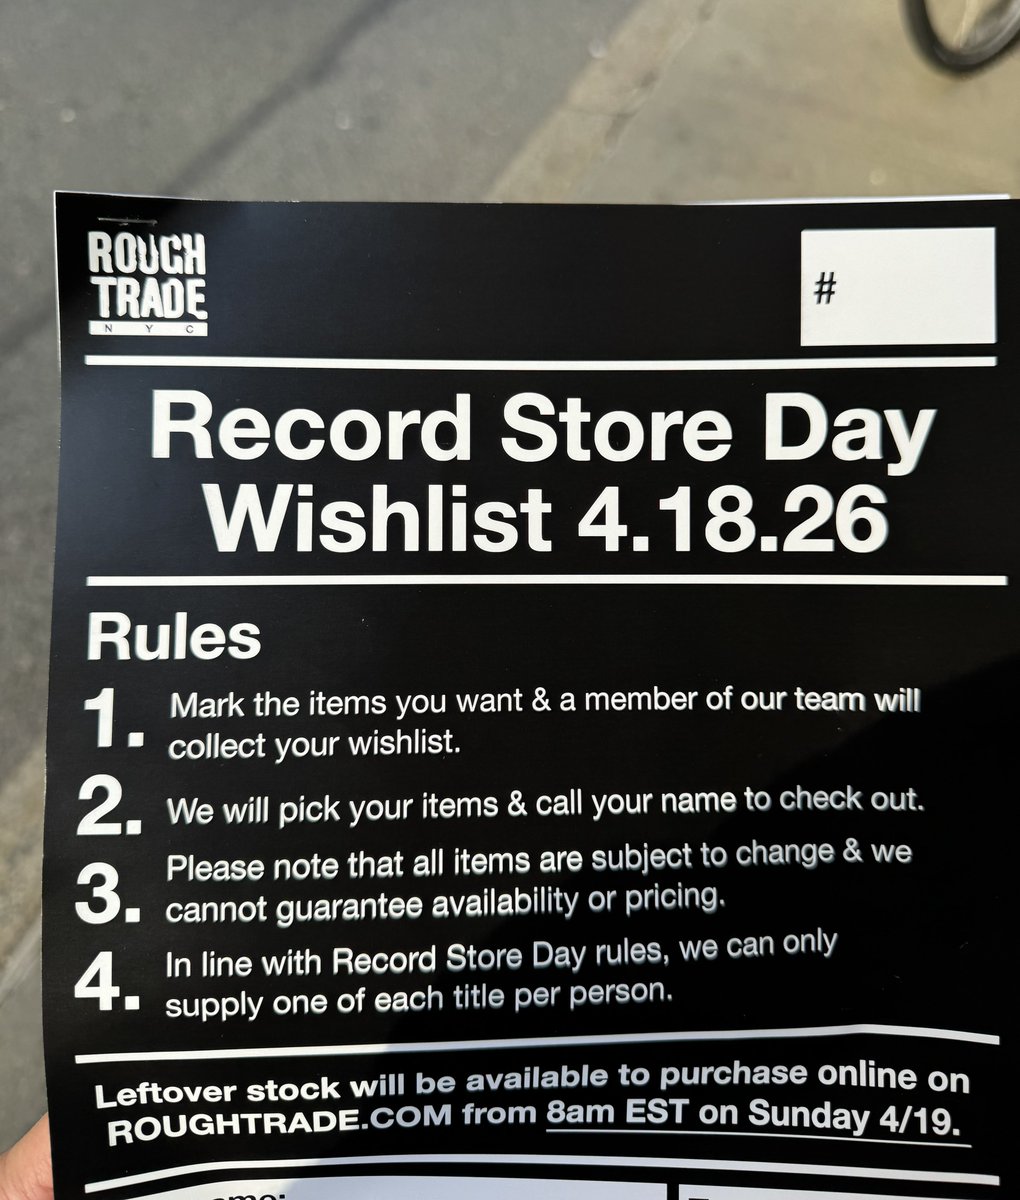 ROUGH
TRADE
N Y C
#
Record Store Day
Wishlist 4.18.26
Rules
1. Mark the items you want & a member of our team will
collect your wishlist.
2. We will pick your items & call your name to check out.
3. Please note that all items are subject to change & we
cannot guarantee availability or pricing.
4. In line with Record Store Day rules, we can only
supply one of each title per person.
Leftover stock will be available to purchase online on
ROUGHTRADE.COM from 8am EST on Sunday 4/19.